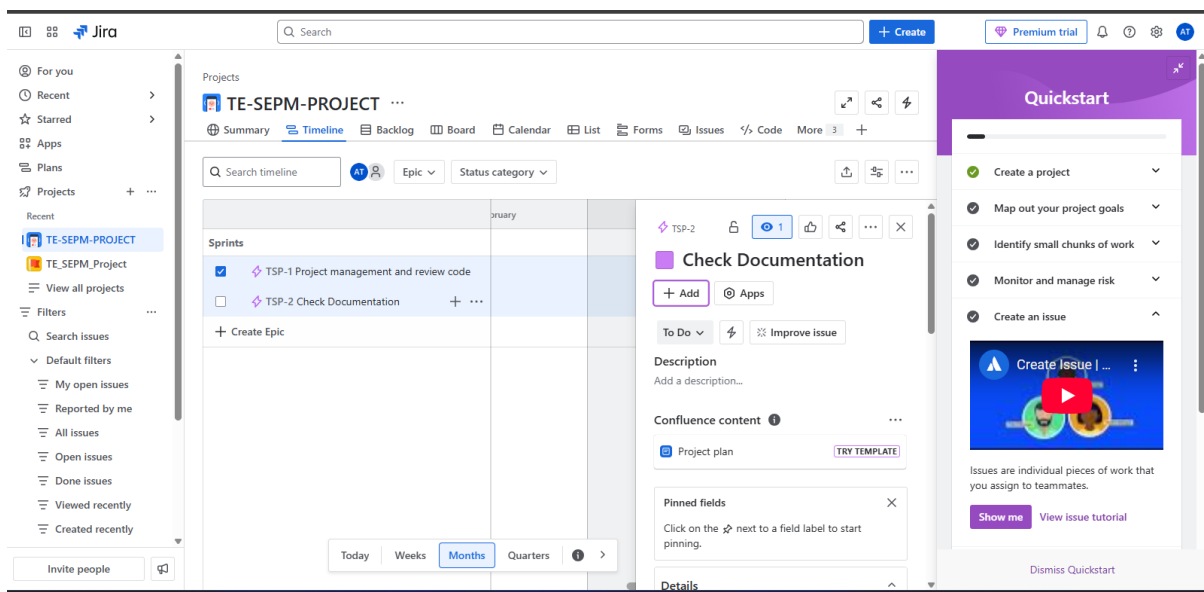 Jira
Search
+ Create
Premium trial
AT
For you
Recent
Starred
Apps
Plans
Projects
Recent
TE-SEPM-PROJECT
TE_SEPM_Project
View all projects
Filters
Search issues
Default filters
My open issues
Reported by me
All issues
Open issues
Done issues
Viewed recently
Created recently
Invite people
Projects
TE-SEPM-PROJECT
Summary Timeline Backlog Board Calendar List Forms Issues Code More 3
Search timeline
AT
Epic
Status category
bruary
Sprints
TSP-1 Project management and review code
TSP-2 Check Documentation
+ Create Epic
Today Weeks Months Quarters
TSP-2
1
Check Documentation
+ Add
Apps
To Do
Improve issue
Description
Add a description...
Confluence content
Project plan
TRY TEMPLATE
Pinned fields
Click on the next to a field label to start
pinning.
Details
Quickstart
Create a project
Map out your project goals
Identify small chunks of work
Monitor and manage risk
Create an issue
Create Issue | ...
Issues are individual pieces of work that
you assign to teammates.
Show me
View issue tutorial
Dismiss Quickstart